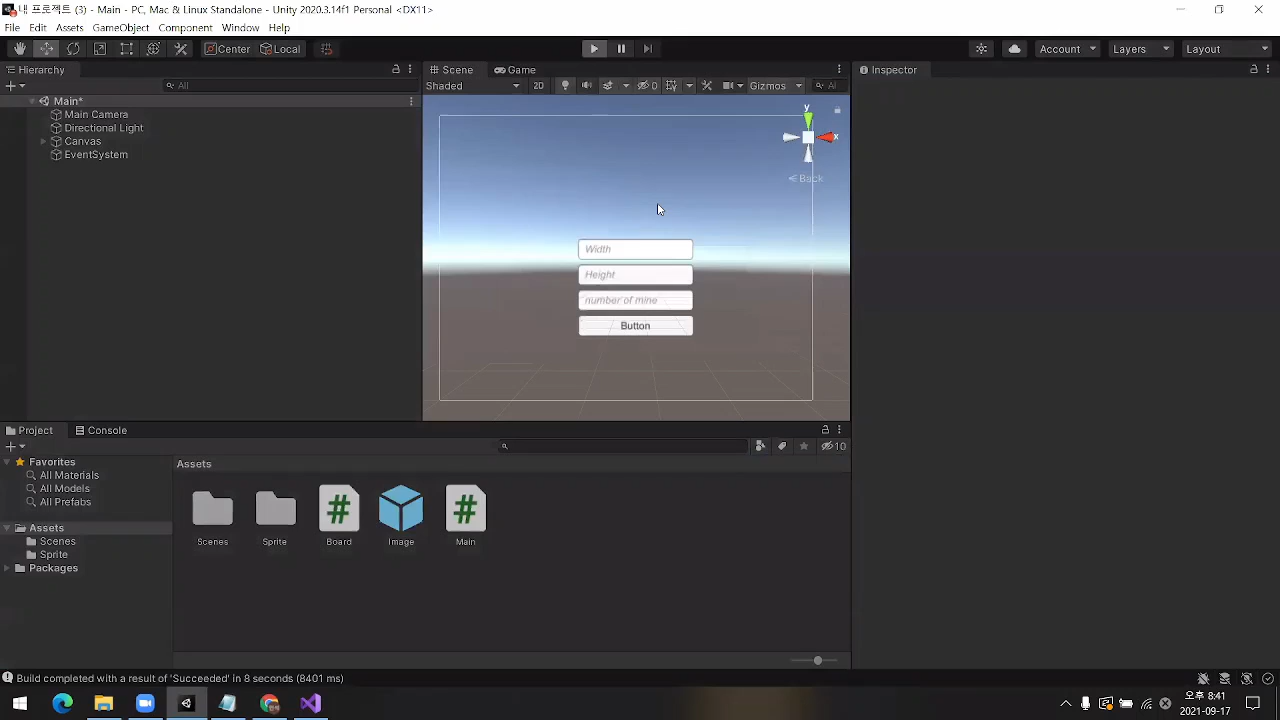 내 프로젝트 (3) - Main - PC, Mac & Linux Standalone - Unity 2020.3.14f1 Personal <DX11>
File Edit Assets GameObject Component Window Help
Center Local Account Layers Layout
Hierarchy Scene Game Inspector
All Shaded 2D 0 Gizmos Al
Main*
Main Camera
Directional Light
Canvas
EventSystem
y
x
Back
Width
Height
number of mine
Button
Project Console
10
Favorites
All Materials
All Models
All Prefabs
Assets
Scenes
Sprite
Packages
Assets
Scenes Sprite Board Image Main
Build completed with a result of 'Succeeded' in 8 seconds (8401 ms)
오후 8:41
2021-09-17